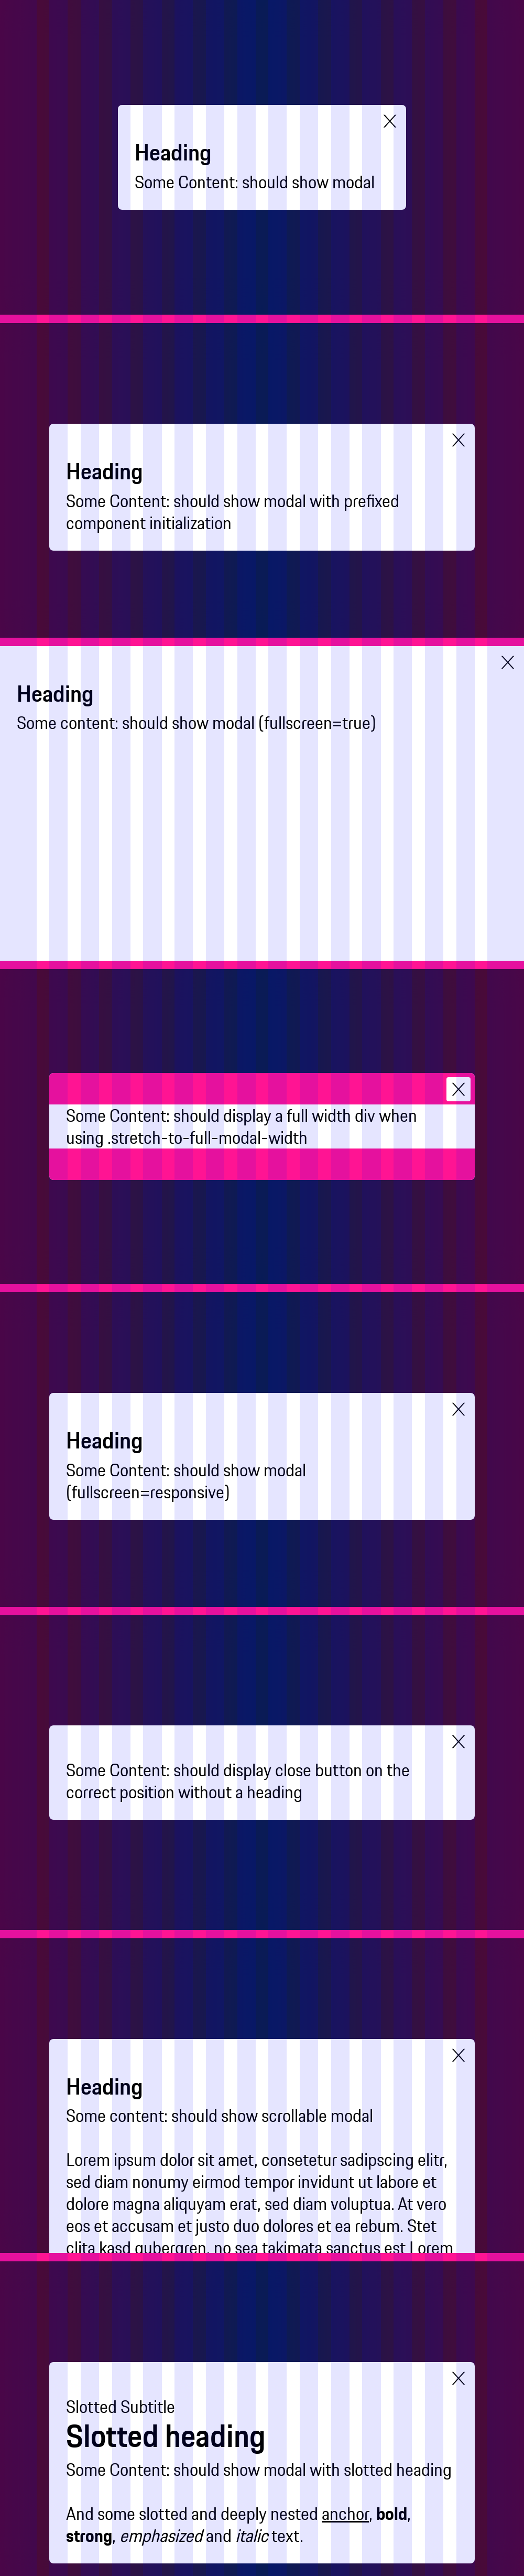 Heading
Some Content: should show modal
Heading
Some Content: should show modal with prefixed
component initialization
Heading
Some content: should show modal (fullscreen=true)
Some Content: should display a full width div when
using .stretch-to-full-modal-width
Heading
Some Content: should show modal
(fullscreen=responsive)
Some Content: should display close button on the
correct position without a heading
Heading
Some content: should show scrollable modal
Lorem ipsum dolor sit amet, consetetur sadipscing elitr,
sed diam nonumy eirmod tempor invidunt ut labore et
dolore magna aliquyam erat, sed diam voluptua. At vero
eos et accusam et justo duo dolores et ea rebum. Stet
clita kasd gubergren, no sea takimata sanctus est Lorem
Slotted Subtitle
Slotted heading
Some Content: should show modal with slotted heading
And some slotted and deeply nested anchor, bold,
strong, emphasized and italic text.